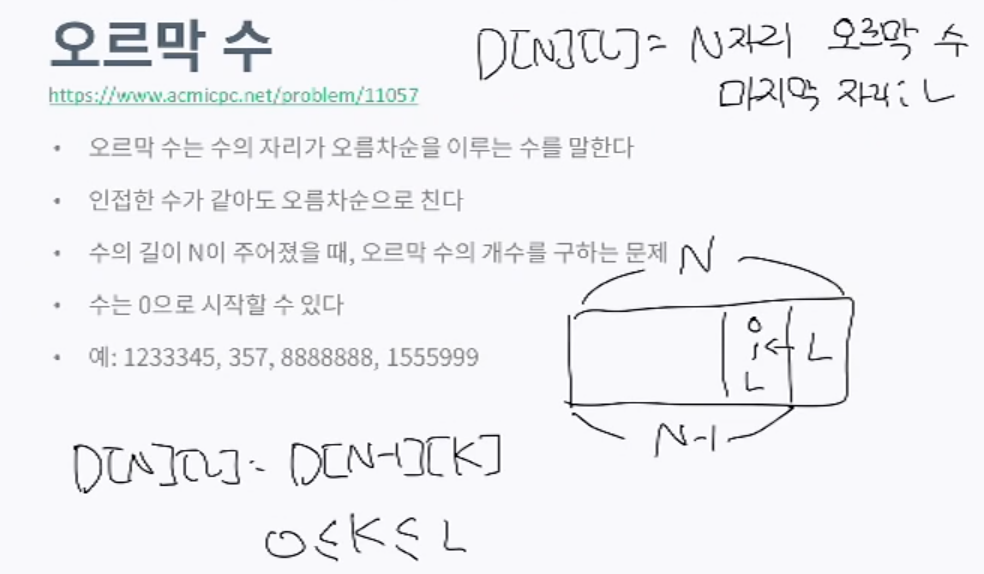 오르막 수
D[N][L] = N자리 오르막 수
마지막 자리: L
https://www.acmicpc.net/problem/11057
• 오르막 수는 수의 자리가 오름차순을 이루는 수를 말한다
• 인접한 수가 같아도 오름차순으로 친다
• 수의 길이 N이 주어졌을 때, 오르막 수의 개수를 구하는 문제
• 수는 0으로 시작할 수 있다
• 예: 1233345, 357, 8888888, 1555999
N
0
L
L
N-1
D[N][L] = D[N-1][K]
0 ≤ K ≤ L